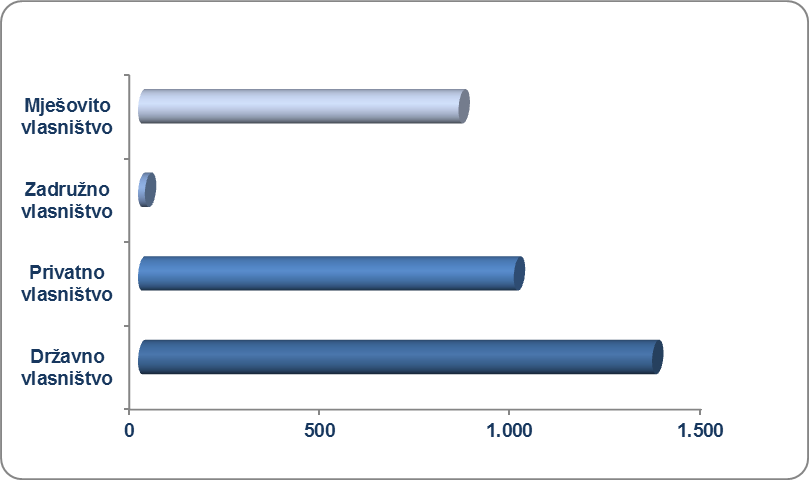 Mješovito
vlasništvo
Zadružno
vlasništvo
Privatno
vlasništvo
Državno
vlasništvo
0 500 1.000 1.500